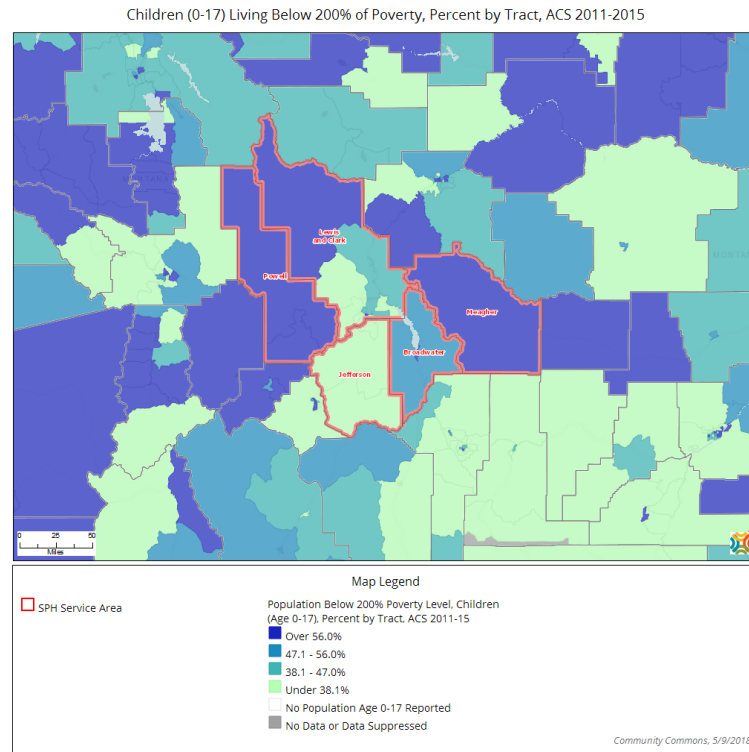 Children (0-17) Living Below 200% of Poverty, Percent by Tract, ACS 2011-2015
Lewis
and Clark
Powell
Meagher
Broadwater
Jefferson
0 25 50
Miles
Map Legend
SPH Service Area
Population Below 200% Poverty Level, Children
(Age 0-17), Percent by Tract, ACS 2011-15
Over 56.0%
47.1 - 56.0%
38.1 - 47.0%
Under 38.1%
No Population Age 0-17 Reported
No Data or Data Suppressed
Community Commons, 5/9/2018